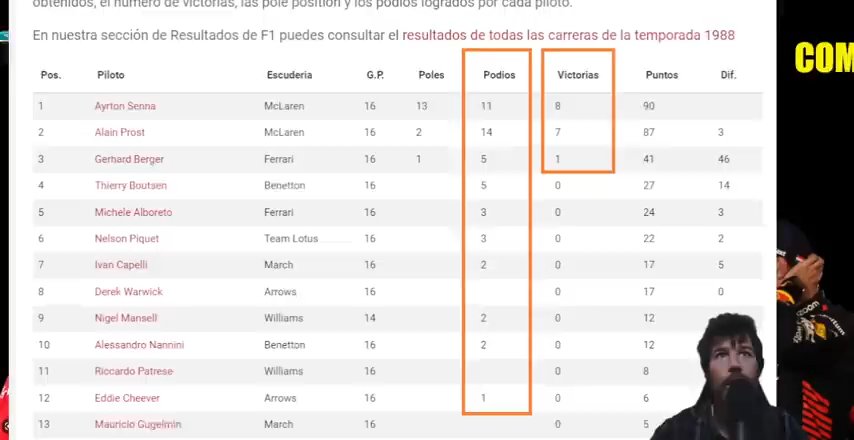 obtenidos, el número de victorias, las pole position y los podios logrados por cada piloto.
En nuestra sección de Resultados de F1 puedes consultar el resultados de todas las carreras de la temporada 1988
COM
Pos. Piloto Escuderia G.P. Poles Podios Victorias Puntos Dif.
1 Ayrton Senna McLaren 16 13 11 8 90
2 Alain Prost McLaren 16 2 14 7 87 3
3 Gerhard Berger Ferrari 16 1 5 1 41 46
4 Thierry Boutsen Benetton 16 5 0 27 14
5 Michele Alboreto Ferrari 16 3 0 24 3
6 Nelson Piquet Team Lotus 16 3 0 22 2
7 Ivan Capelli March 16 2 0 17 5
8 Derek Warwick Arrows 16 0 17 0
9 Nigel Mansell Williams 14 2 0 12
10 Alessandro Nannini Benetton 16 2 0 12
11 Riccardo Patrese Williams 16 0 8
12 Eddie Cheever Arrows 16 1 0 6
13 Mauricio Gugelmin March 16 0 5